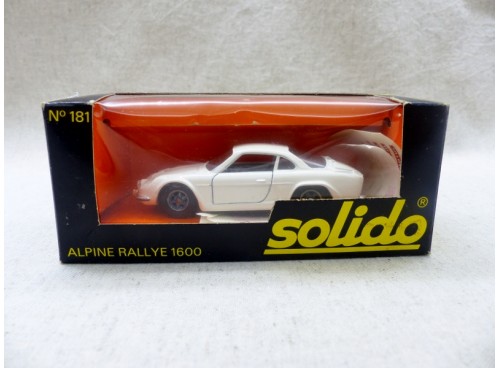 Nº 181
solido®
ALPINE RALLYE 1600